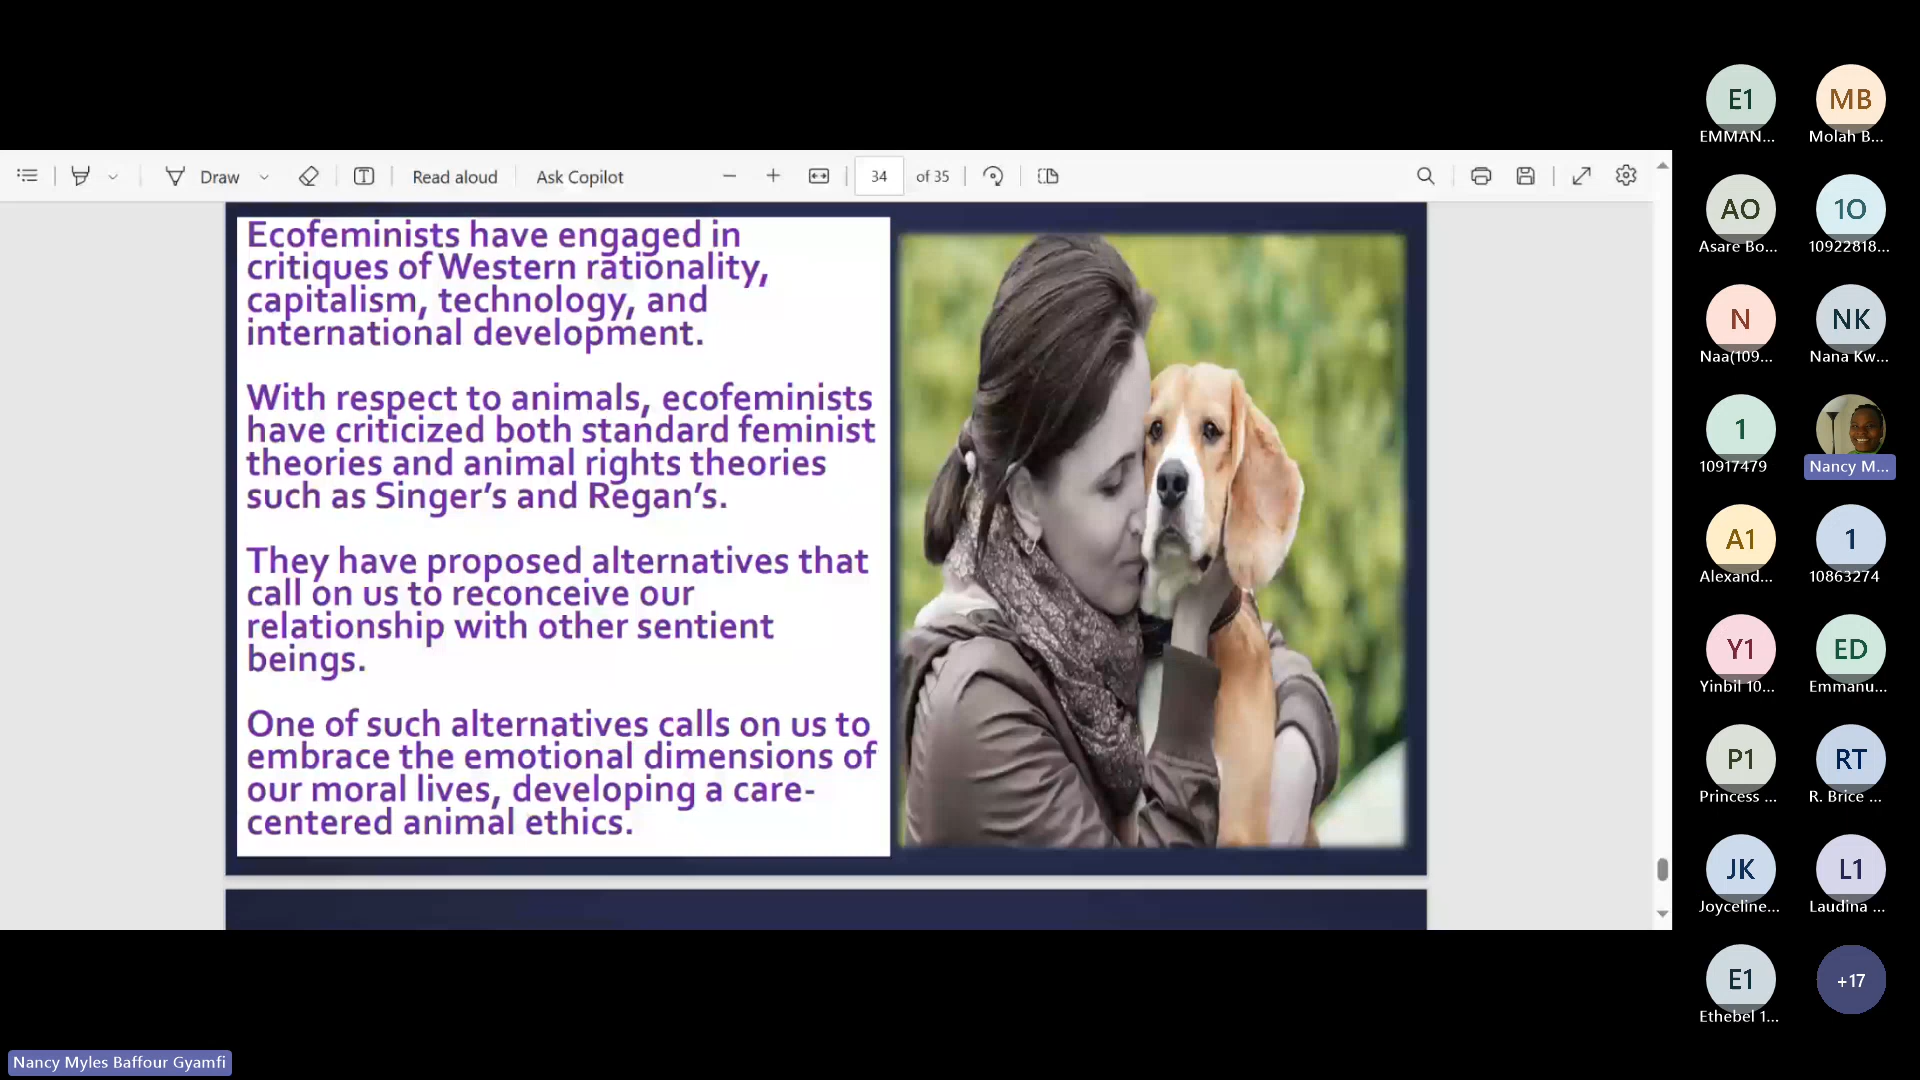 Draw
Read aloud
Ask Copilot
34 of 35
Ecofeminists have engaged in
critiques of Western rationality,
capitalism, technology, and
international development.
With respect to animals, ecofeminists
have criticized both standard feminist
theories and animal rights theories
such as Singer's and Regan's.
They have proposed alternatives that
call on us to reconceive our
relationship with other sentient
beings.
One of such alternatives calls on us to
embrace the emotional dimensions of
our moral lives, developing a care-
centered animal ethics.
E1
EMMAN...
MB
Molah B...
AO
Asare Bo...
1O
10922818...
N
Naa(109...
NK
Nana Kw...
1
10917479
Nancy M...
A1
Alexand...
1
10863274
Y1
Yinbil 10...
ED
Emmanu...
P1
Princess ...
RT
R. Brice ...
JK
Joyceline...
L1
Laudina ...
E1
Ethebel 1...
+17
Nancy Myles Baffour Gyamfi